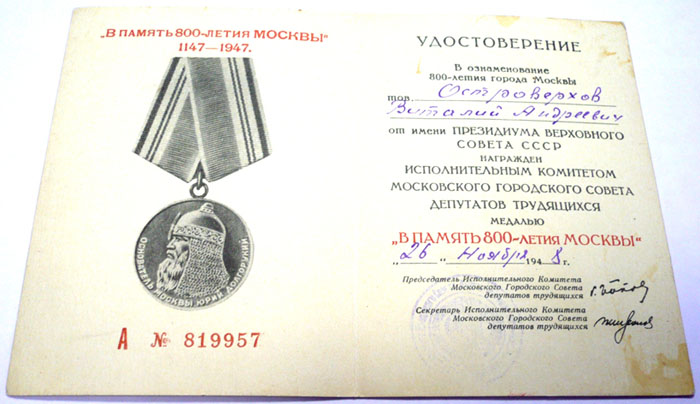 „В ПАМЯТЬ 800-ЛЕТИЯ МОСКВЫ“
1147—1947.
ОСНОВАТЕЛЬ МОСКВЫ ЮРИЙ ДОЛГОРУКИЙ
А № 819957
УДОСТОВЕРЕНИЕ
В ознаменование
800-летия города Москвы
тов. Островерхов
Виталий Андреевич
от имени ПРЕЗИДИУМА ВЕРХОВНОГО
СОВЕТА СССР
НАГРАЖДЕН
ИСПОЛНИТЕЛЬНЫМ КОМИТЕТОМ
МОСКОВСКОГО ГОРОДСКОГО СОВЕТА
ДЕПУТАТОВ ТРУДЯЩИХСЯ
МЕДАЛЬЮ
„В ПАМЯТЬ 800-ЛЕТИЯ МОСКВЫ“
„26“ Ноября 1948 г.
Председатель Исполнительного Комитета
Московского Городского Совета
депутатов трудящихся
Секретарь Исполнительного Комитета
Московского Городского Совета
депутатов трудящихся